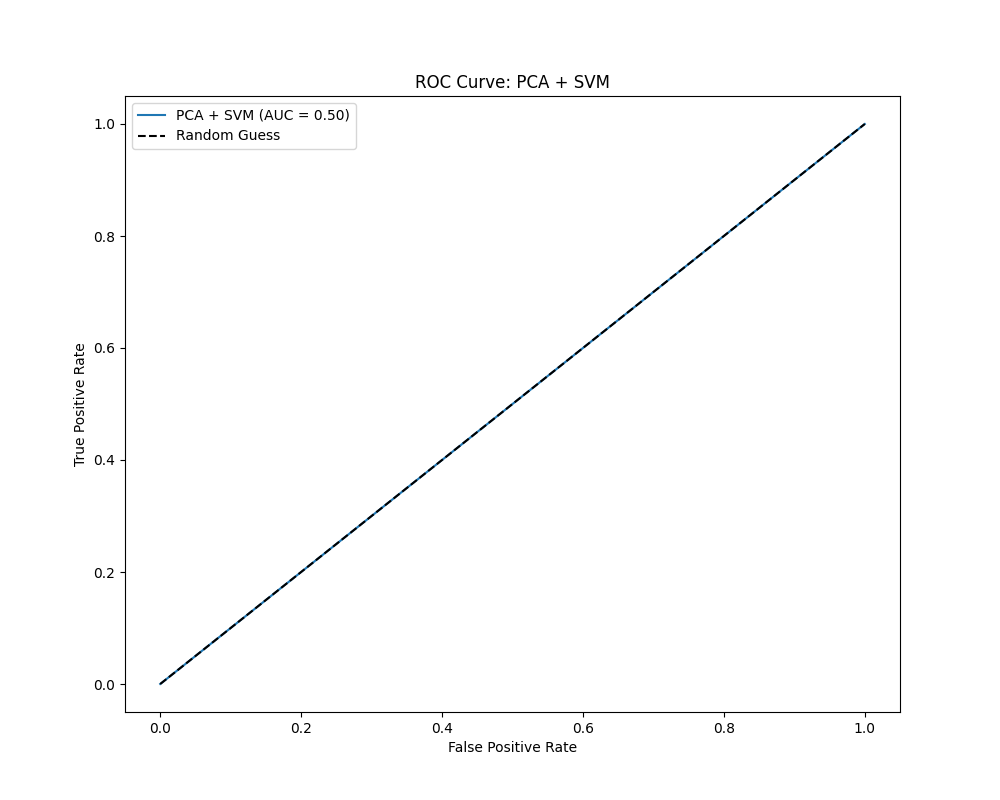 ROC Curve: PCA + SVM
PCA + SVM (AUC = 0.50)
Random Guess
1.0
0.8
0.6
0.4
0.2
0.0
True Positive Rate
0.0 0.2 0.4 0.6 0.8 1.0
False Positive Rate